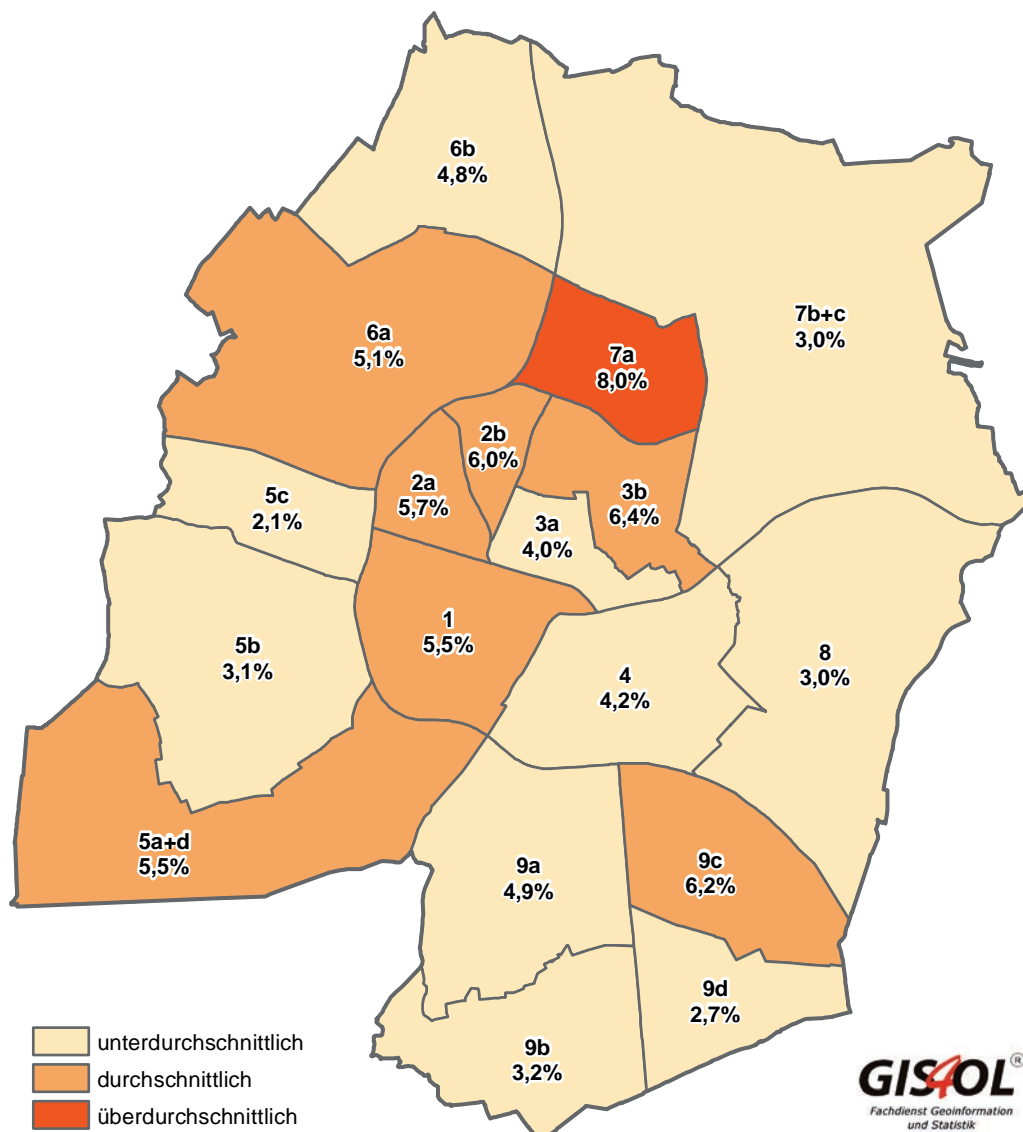 6b
4,8%
7b+c
3,0%
6a
5,1%
7a
8,0%
2b
6,0%
2a
5,7%
3b
6,4%
5c
2,1%
3a
4,0%
1
5,5%
5b
3,1%
4
4,2%
8
3,0%
5a+d
5,5%
9a
4,9%
9c
6,2%
9d
2,7%
9b
3,2%
unterdurchschnittlich
durchschnittlich
überdurchschnittlich
GIS4OL®
Fachdienst Geoinformation
und Statistik